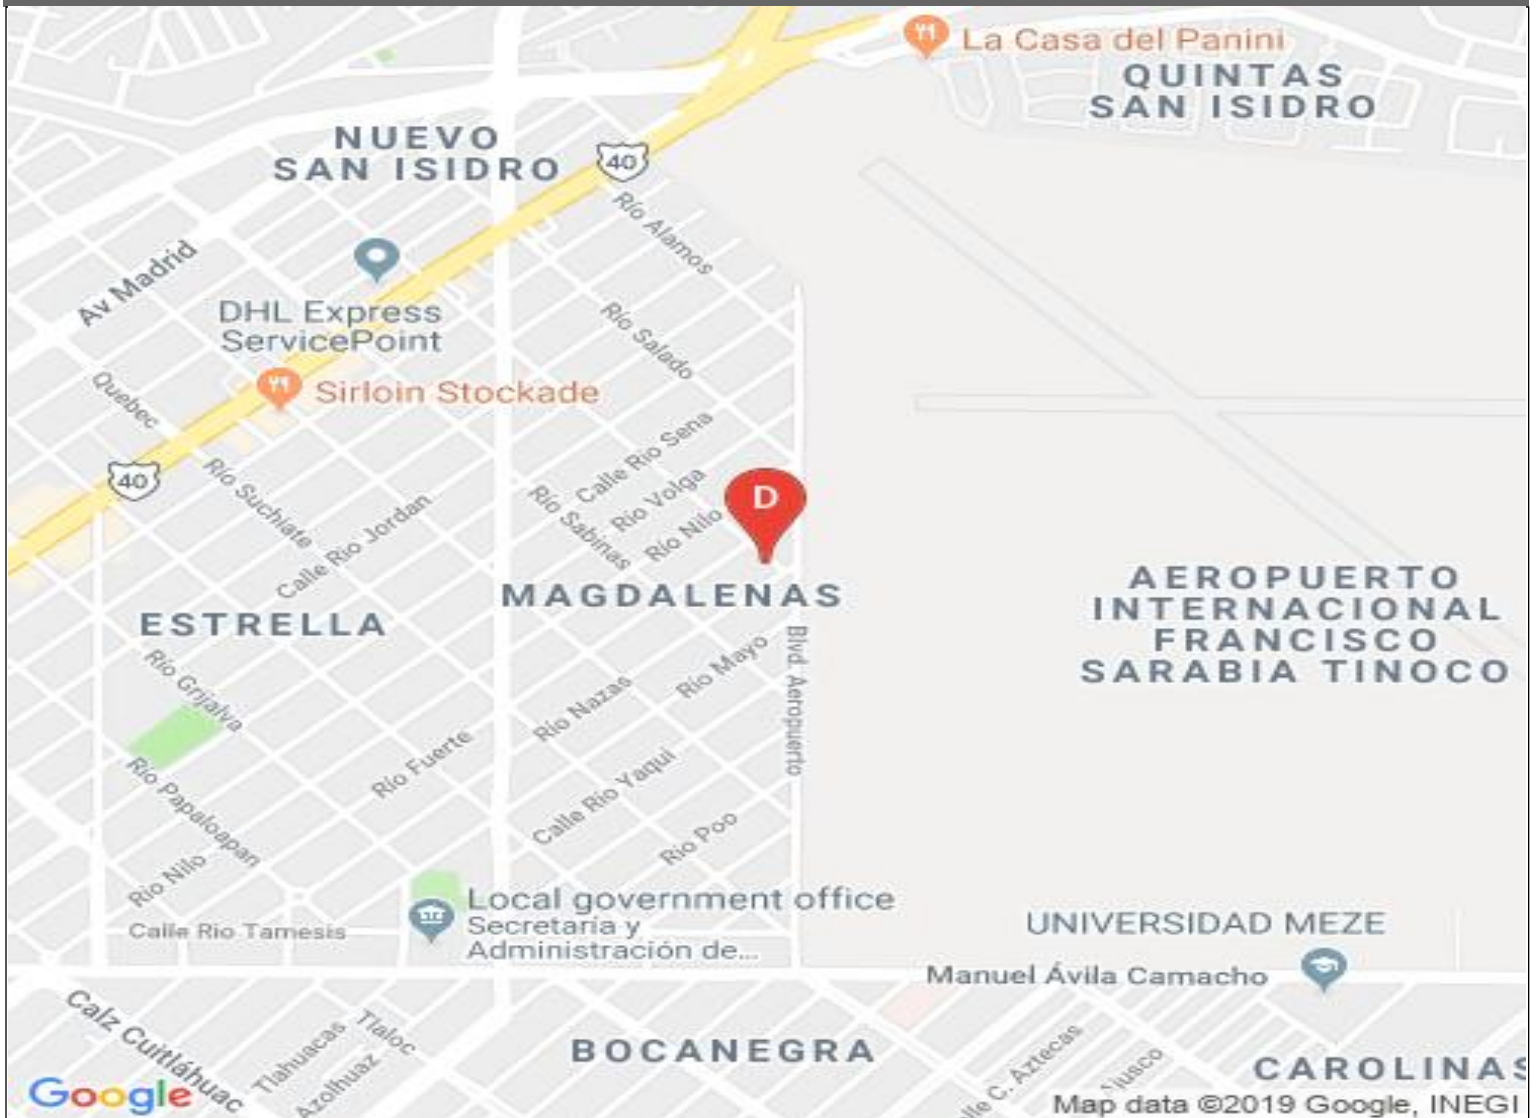 La Casa del Panini
QUINTAS
SAN ISIDRO
NUEVO
SAN ISIDRO
40
Río Alamos
Av Madrid
DHL Express
ServicePoint
Río Salado
Sirloin Stockade
Quebec
Calle Rio Sena
40
Río Suchiate
Calle Rio Jordan
Río Sabinas
Río Volga
Río Nilo
D
MAGDALENAS
ESTRELLA
AEROPUERTO
INTERNACIONAL
FRANCISCO
SARABIA TINOCO
Río Grijalva
Río Nazas
Río Mayo
Blvd. Aeropuerto
Río Fuerte
Río Papaloapan
Calle Rio Yaqui
Rio Poo
Rio Nilo
Calle Rio Tamesis
Local government office
Secretaría y
Administración de...
UNIVERSIDAD MEZE
Manuel Ávila Camacho
Calz Cuitláhuac
Tlahuacas
Tlaloc
Azolhuaz
BOCANEGRA
C. Aztecas
CAROLINAS
Google
Map data ©2019 Google, INEGI